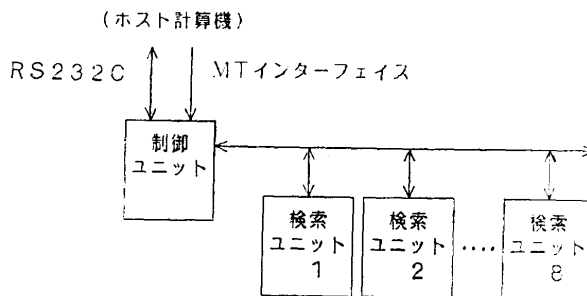 (ホスト計算機)
RS232C
MTインターフェイス
制御
ユニット
検索
ユニット
1
検索
ユニット
2
....
検索
ユニット
8